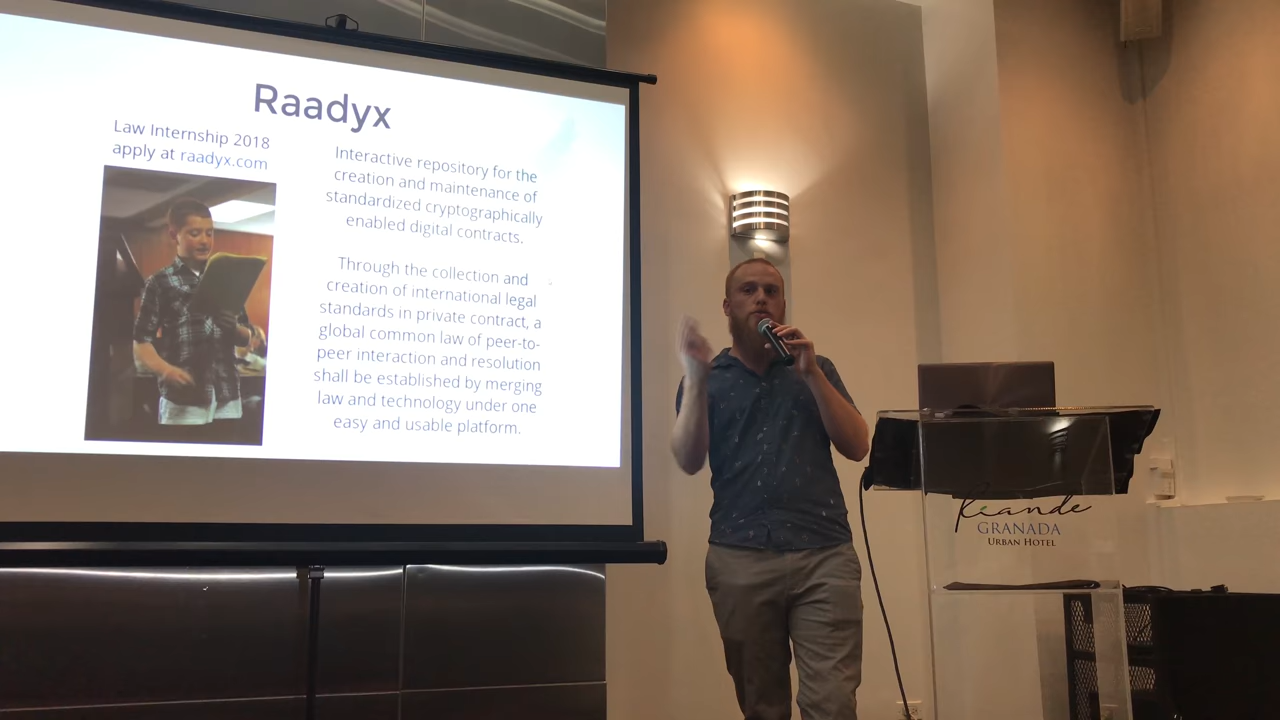 Raadyx
Law Internship 2018
apply at raadyx.com
Interactive repository for the
creation and maintenance of
standardized cryptographically
enabled digital contracts.
Through the collection and
creation of international legal
standards in private contract, a
global common law of peer-to-
peer interaction and resolution
shall be established by merging
law and technology under one
easy and usable platform.
Riande
GRANADA
URBAN HOTEL